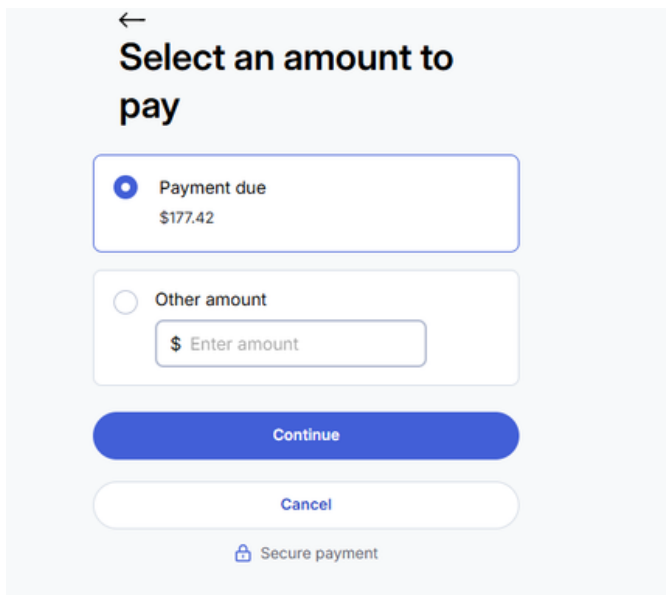 Select an amount to
pay
Payment due
$177.42
Other amount
$ Enter amount
Continue
Cancel
Secure payment